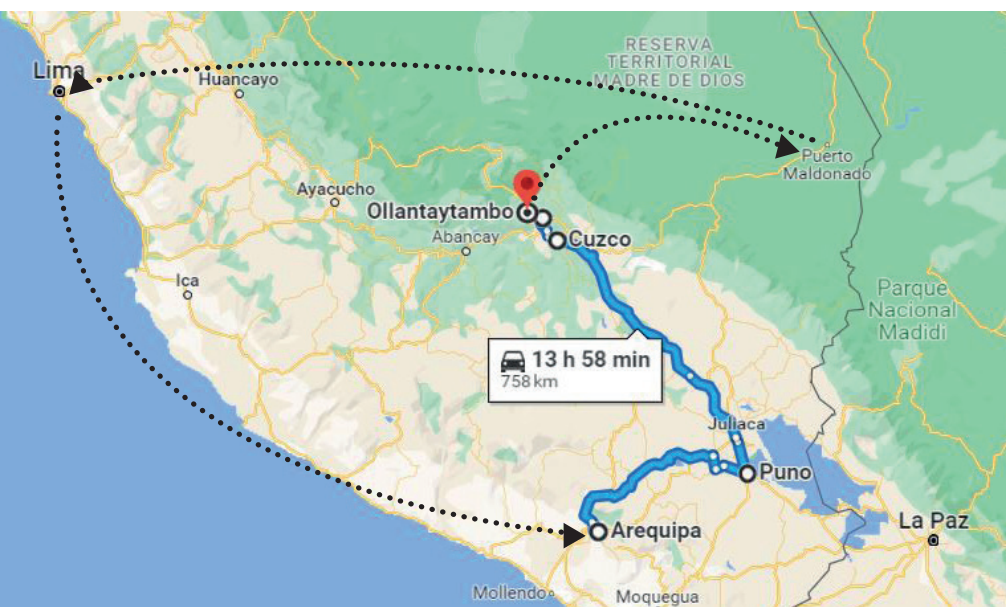 RESERVA
TERRITORIAL
MADRE DE DIOS
Lima
Huancayo
Puerto
Maldonado
Ayacucho
Ollantaytambo
Abancay
Cuzco
Ica
Parque
Nacional
Madidi
13 h 58 min
758 km
Juliaca
Puno
Arequipa
La Paz
Mollendo
Moquegua